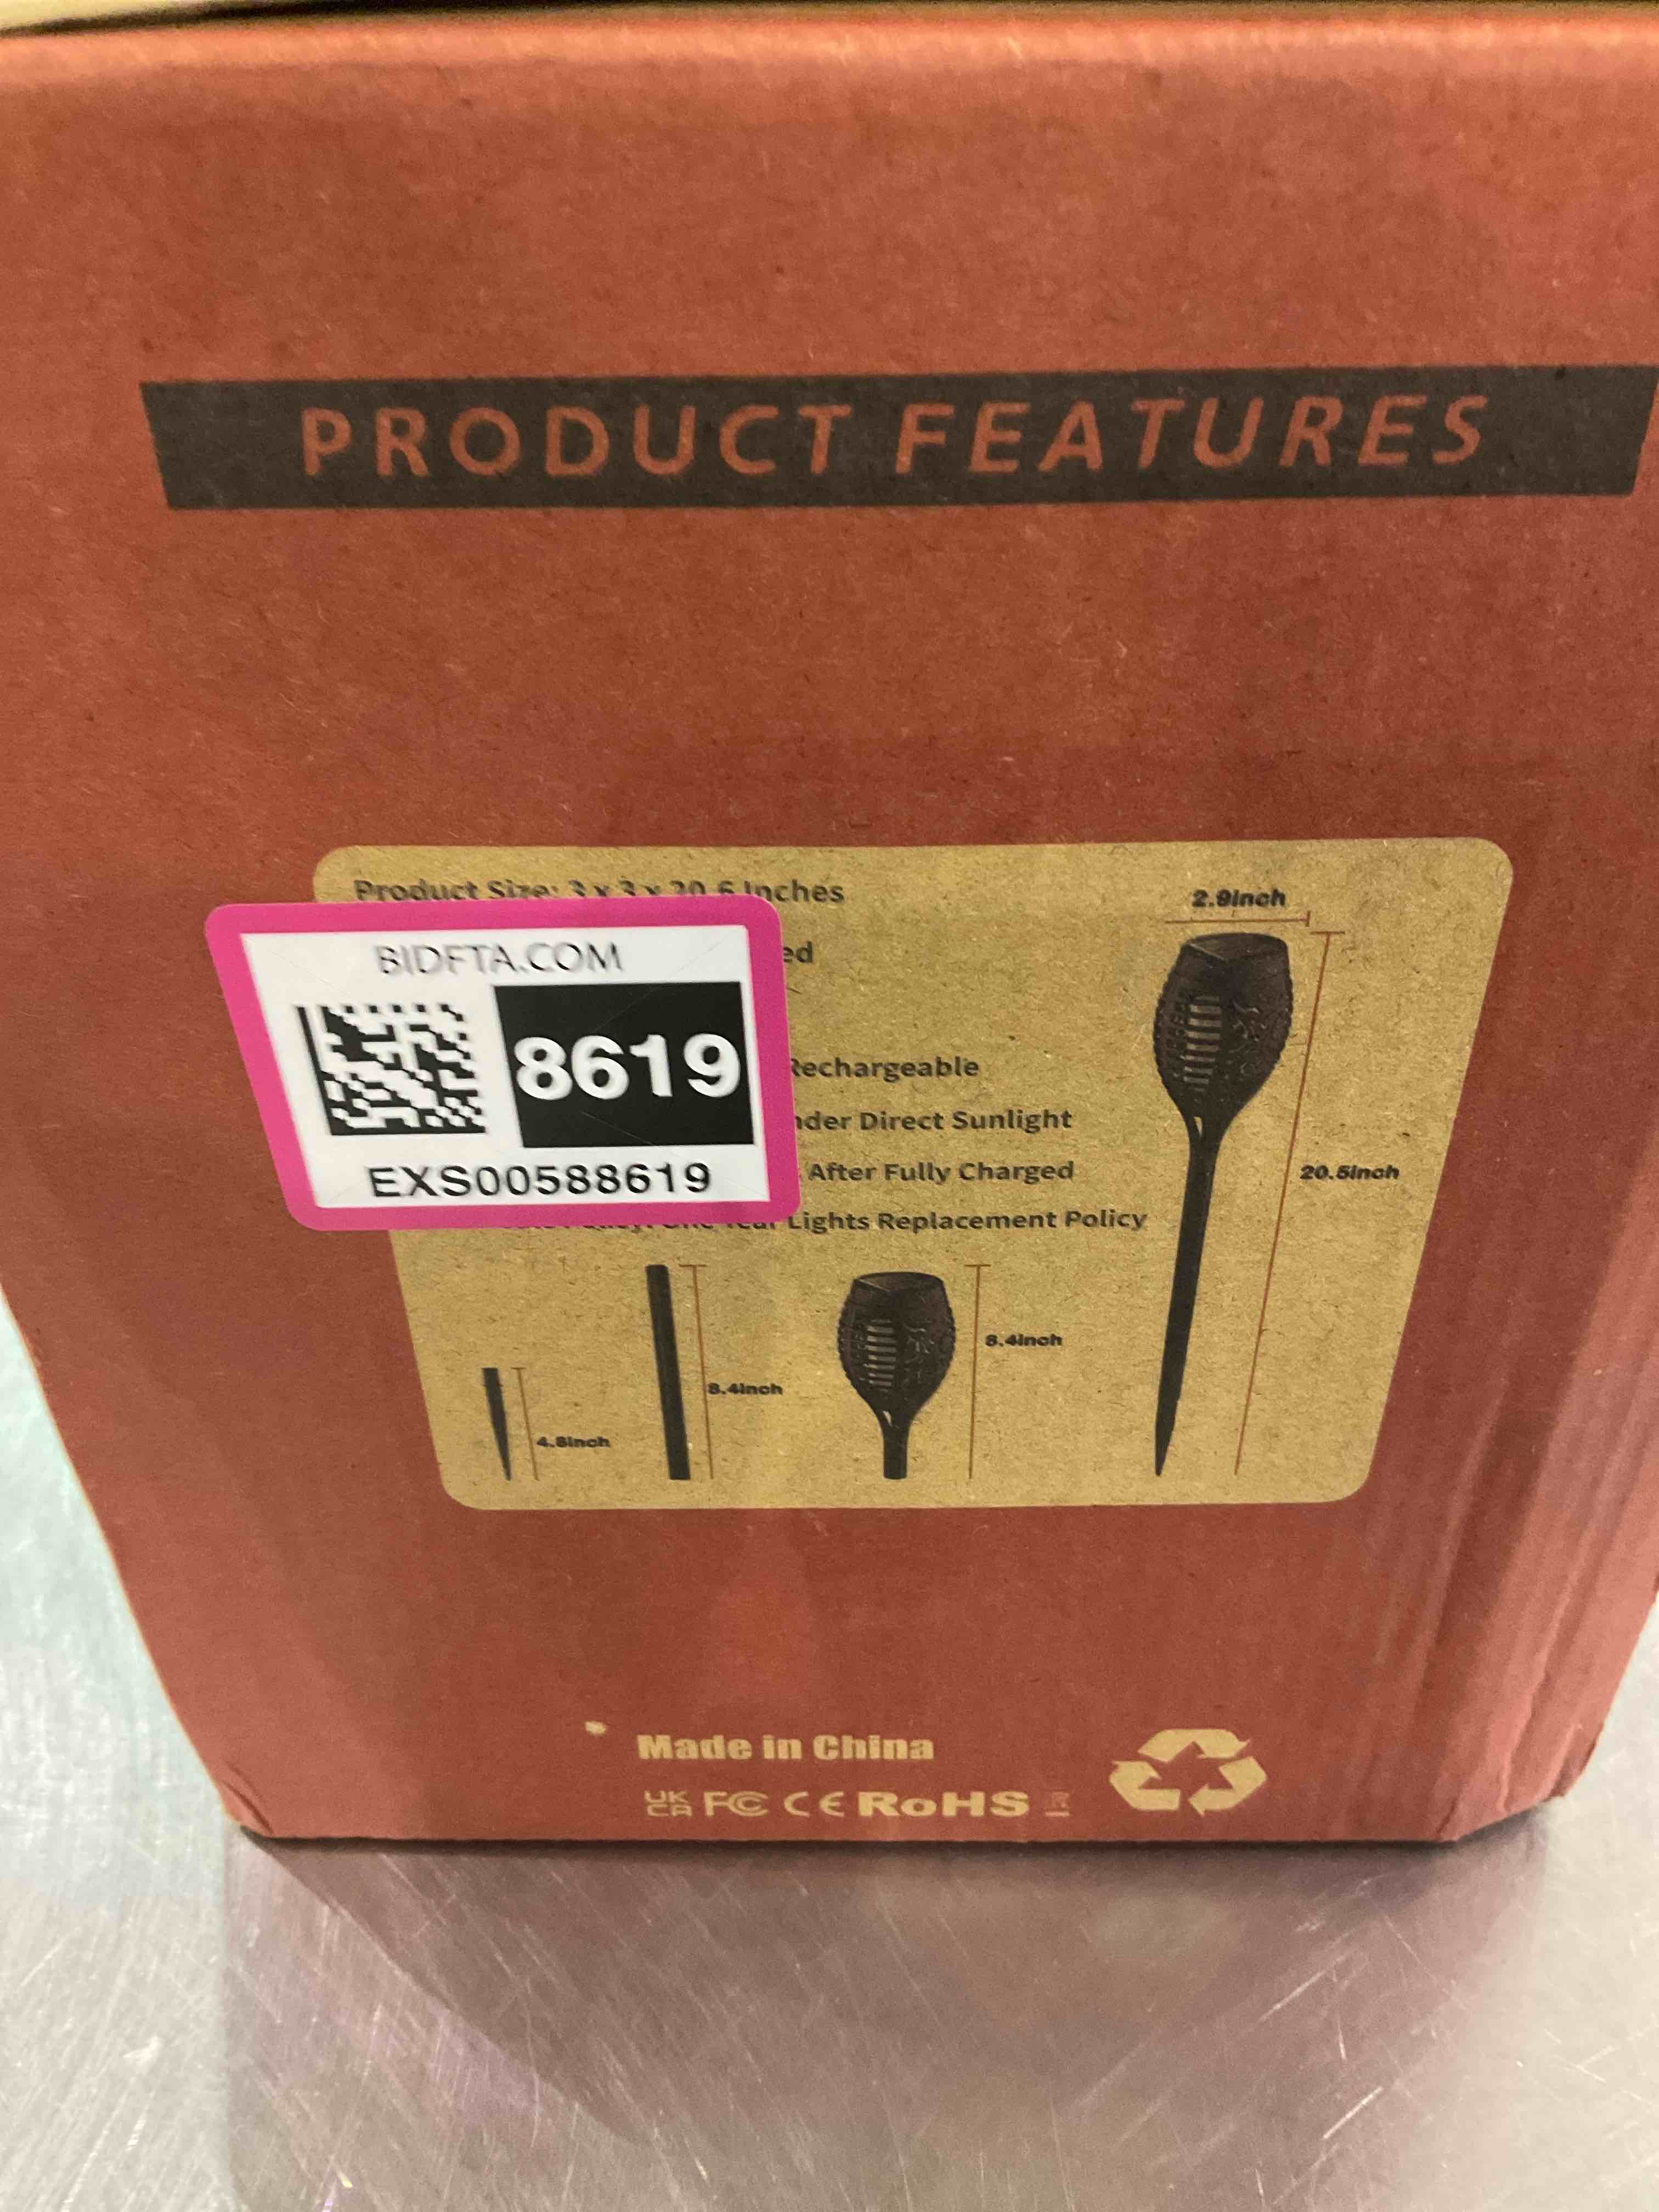 PRODUCT FEATURES
Product Size: 3 x 3 x 20.6 Inches
ed
Rechargeable
nder Direct Sunlight
After Fully Charged
One Year Lights Replacement Policy
BIDFTA.COM
8619
EXS00588619
2.9inch
20.5inch
8.4inch
8.4inch
4.8inch
Made in China
UK
CA FC CE RoHS